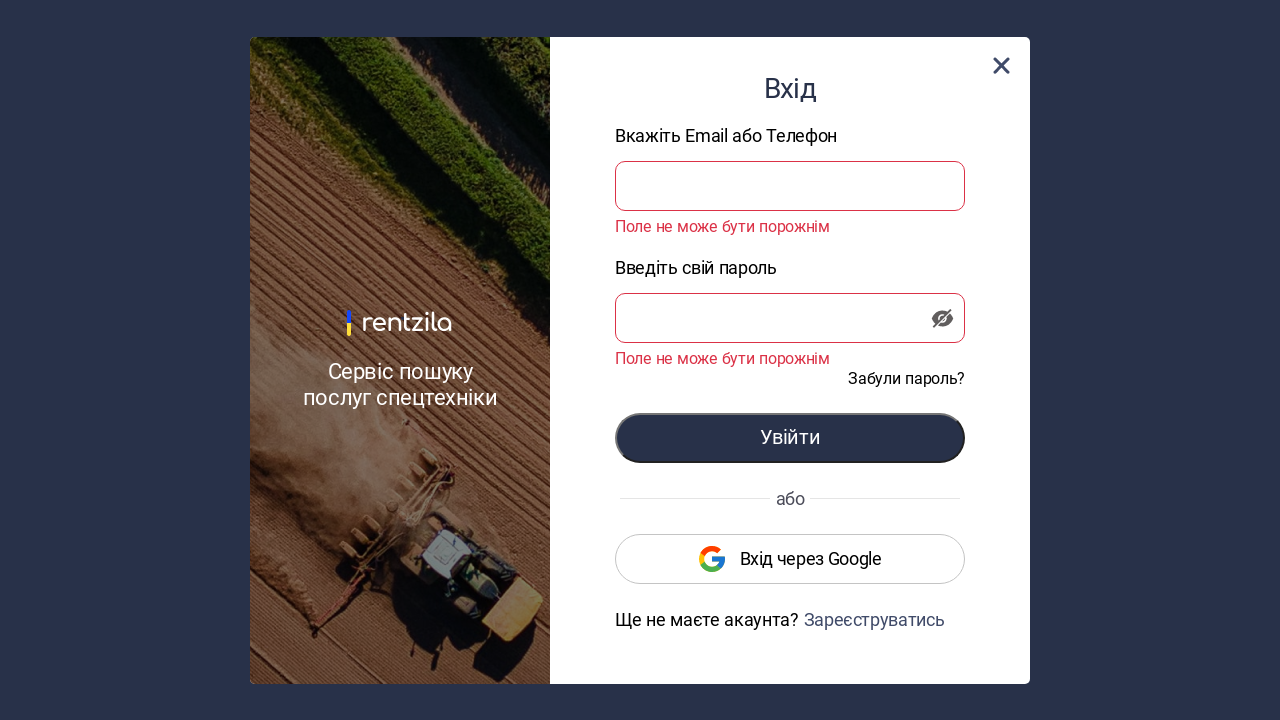 rentzila
Сервіс пошуку
послуг спецтехніки
Вхід
Вкажіть Email або Телефон
Поле не може бути порожнім
Введіть свій пароль
Поле не може бути порожнім
Забули пароль?
Увійти
або
Вхід через Google
Ще не маєте акаунта? Зареєструватись